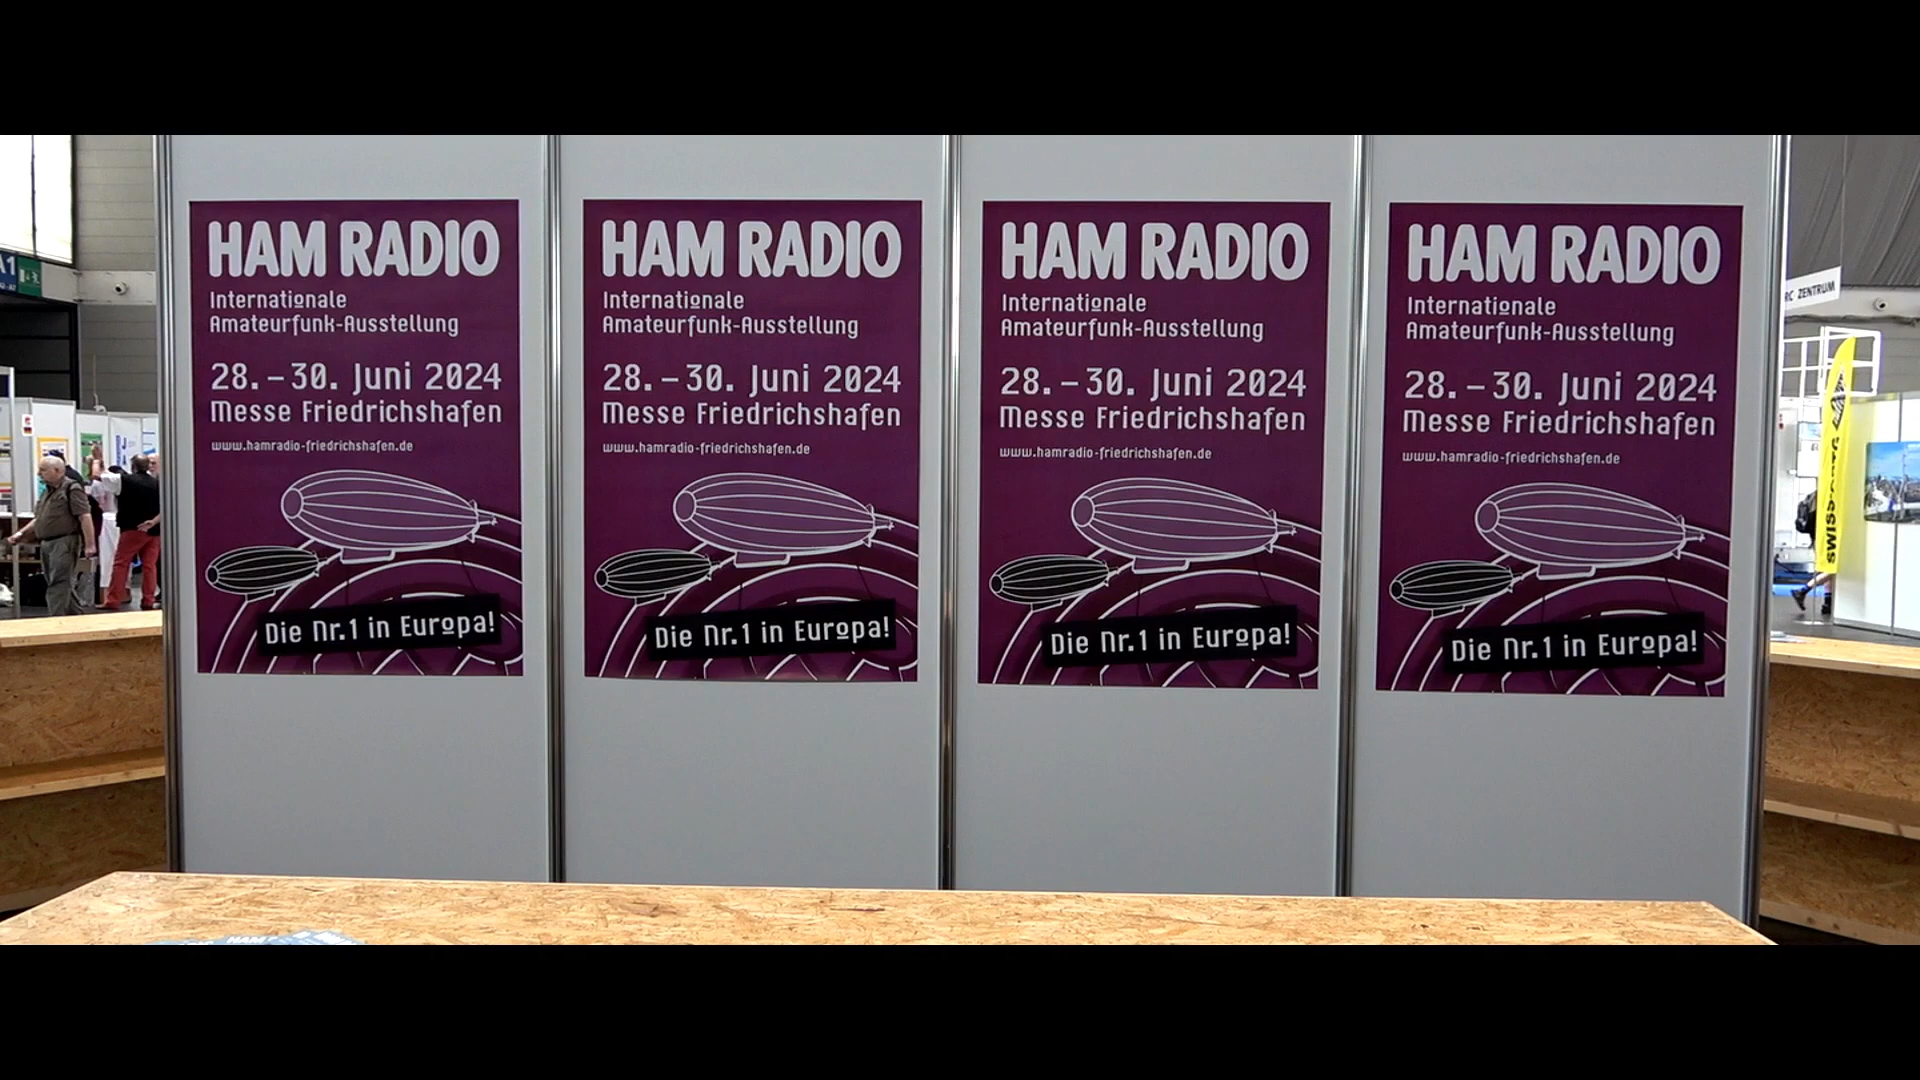 HAM RADIO
Internationale
Amateurfunk-Ausstellung
28. – 30. Juni 2024
Messe Friedrichshafen
www.hamradio-friedrichshafen.de
Die Nr.1 in Europa!
HAM RADIO
Internationale
Amateurfunk-Ausstellung
28. – 30. Juni 2024
Messe Friedrichshafen
www.hamradio-friedrichshafen.de
Die Nr.1 in Europa!
HAM RADIO
Internationale
Amateurfunk-Ausstellung
28. – 30. Juni 2024
Messe Friedrichshafen
www.hamradio-friedrichshafen.de
Die Nr.1 in Europa!
HAM RADIO
Internationale
Amateurfunk-Ausstellung
28. – 30. Juni 2024
Messe Friedrichshafen
www.hamradio-friedrichshafen.de
Die Nr.1 in Europa!
A1
ZENTRUM
HAM